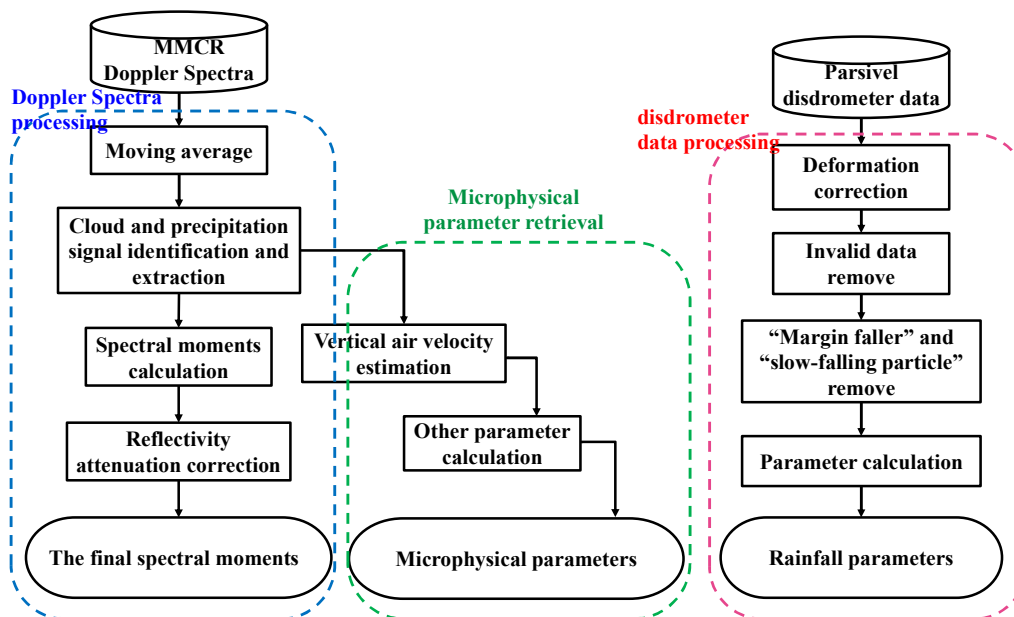 MMCR
Doppler Spectra
Doppler Spectra
processing
Moving average
Cloud and precipitation
signal identification and
extraction
Spectral moments
calculation
Reflectivity
attenuation correction
The final spectral moments
Microphysical
parameter retrieval
Vertical air velocity
estimation
Other parameter
calculation
Microphysical parameters
Parsivel
disdrometer data
disdrometer
data processing
Deformation
correction
Invalid data
remove
“Margin faller” and
“slow-falling particle”
remove
Parameter calculation
Rainfall parameters